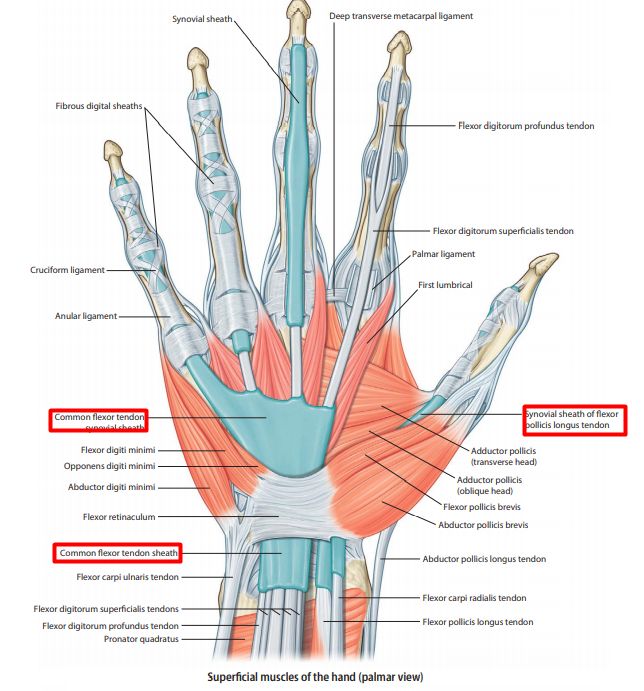 Synovial sheath
Deep transverse metacarpal ligament
Fibrous digital sheaths
Flexor digitorum profundus tendon
Flexor digitorum superficialis tendon
Palmar ligament
Cruciform ligament
First lumbrical
Anular ligament
Common flexor tendon
synovial sheath
Synovial sheath of flexor
pollicis longus tendon
Flexor digiti minimi
Opponens digiti minimi
Abductor digiti minimi
Adductor pollicis
(transverse head)
Adductor pollicis
(oblique head)
Flexor pollicis brevis
Flexor retinaculum
Abductor pollicis brevis
Common flexor tendon sheath
Abductor pollicis longus tendon
Flexor carpi ulnaris tendon
Flexor carpi radialis tendon
Flexor digitorum superficialis tendons
Flexor pollicis longus tendon
Flexor digitorum profundus tendon
Pronator quadratus
Superficial muscles of the hand (palmar view)